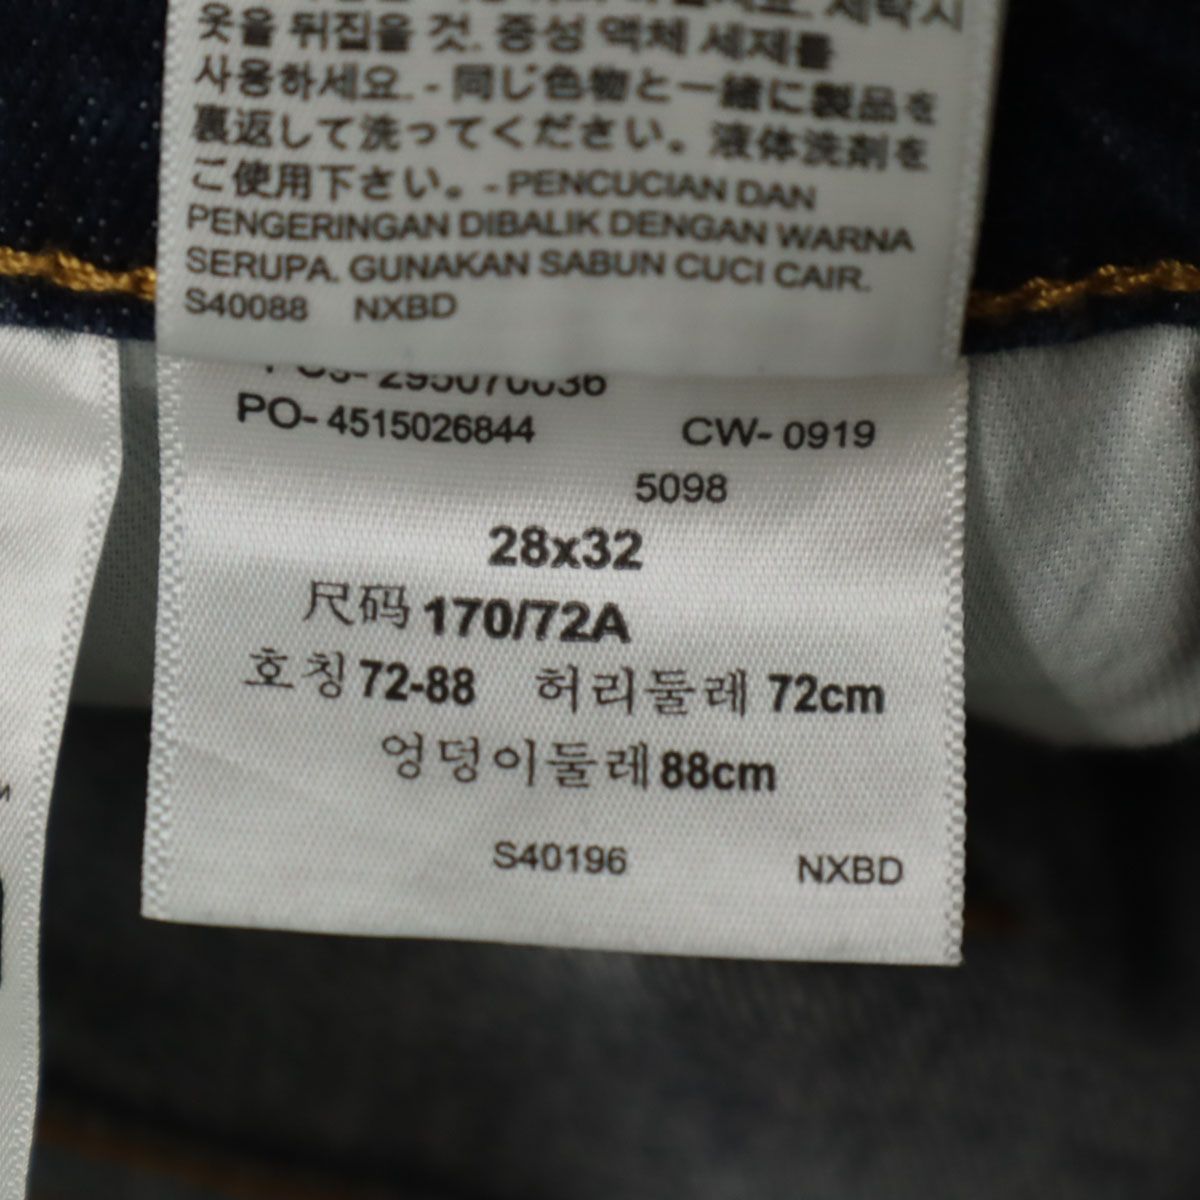 세탁시
옷을 뒤집을 것. 중성 액체 세제를
사용하세요. - 同じ色物と一緒に製品を
裏返して洗ってください。液体洗剤を
ご使用下さい。- PENCUCIAN DAN
PENGERINGAN DIBALIK DENGAN WARNA
SERUPA. GUNAKAN SABUN CUCI CAIR.
S40088 NXBD
295070036
PO- 4515026844 CW- 0919
5098
28x32
尺码 170/72A
호칭 72-88 허리둘레 72cm
엉덩이둘레 88cm
S40196 NXBD